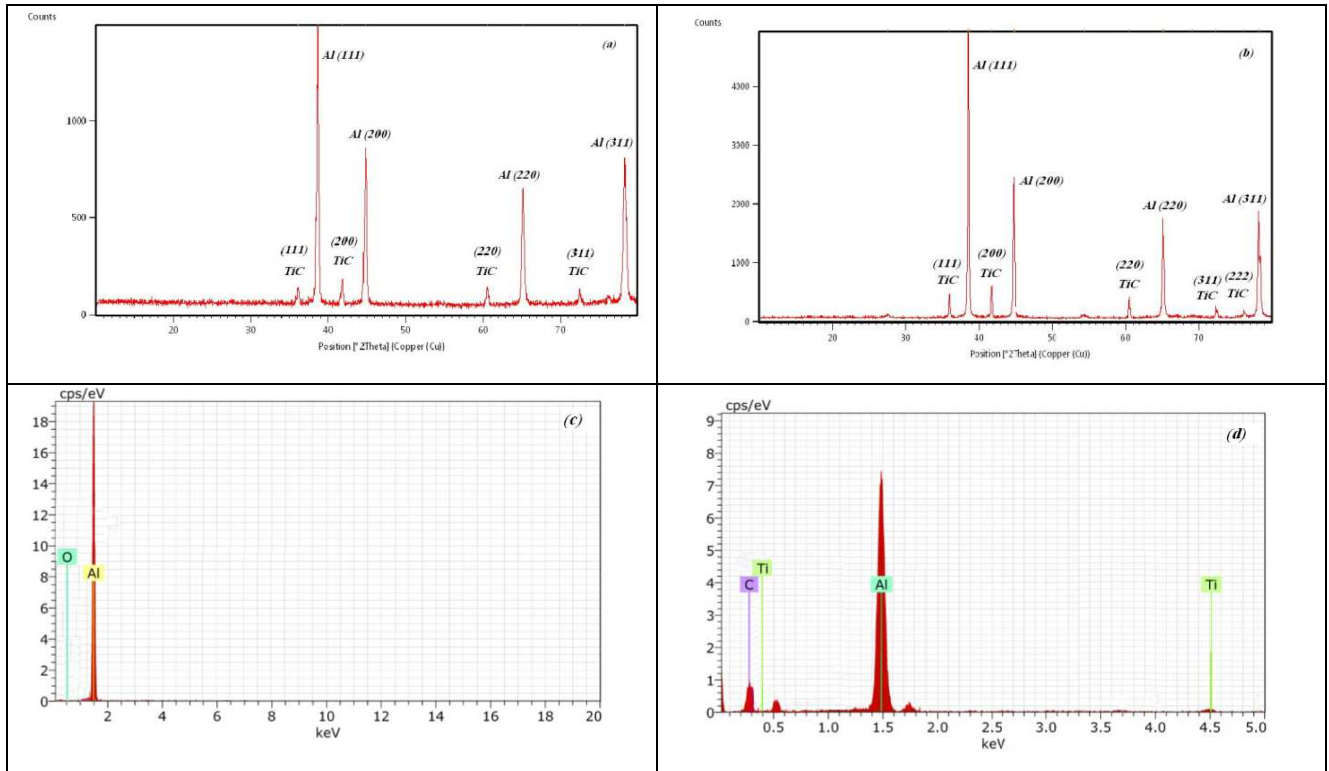 Counts
(a)
Al (111)
1000
Al (200)
Al (311)
Al (220)
500
(111)
TiC
(200)
TiC
(220)
TiC
(311)
TiC
0
20 30 40 50 60 70
Position [°2Theta] (Copper (Cu))
Counts
(b)
Al (111)
4000
3000
Al (200)
2000
Al (220)
Al (311)
1000
(111)
TiC
(200)
TiC
(220)
TiC
(311)
TiC
(222)
TiC
0
20 30 40 50 60 70
Position [°2Theta] (Copper (Cu))
cps/eV
(c)
18
16
14
12
10
8
6
4
2
0
O
Al
2 4 6 8 10 12 14 16 18 20
keV
cps/eV
(d)
9
8
7
6
5
4
3
2
1
0
C
Ti
Al
Ti
0.5 1.0 1.5 2.0 2.5 3.0 3.5 4.0 4.5 5.0
keV